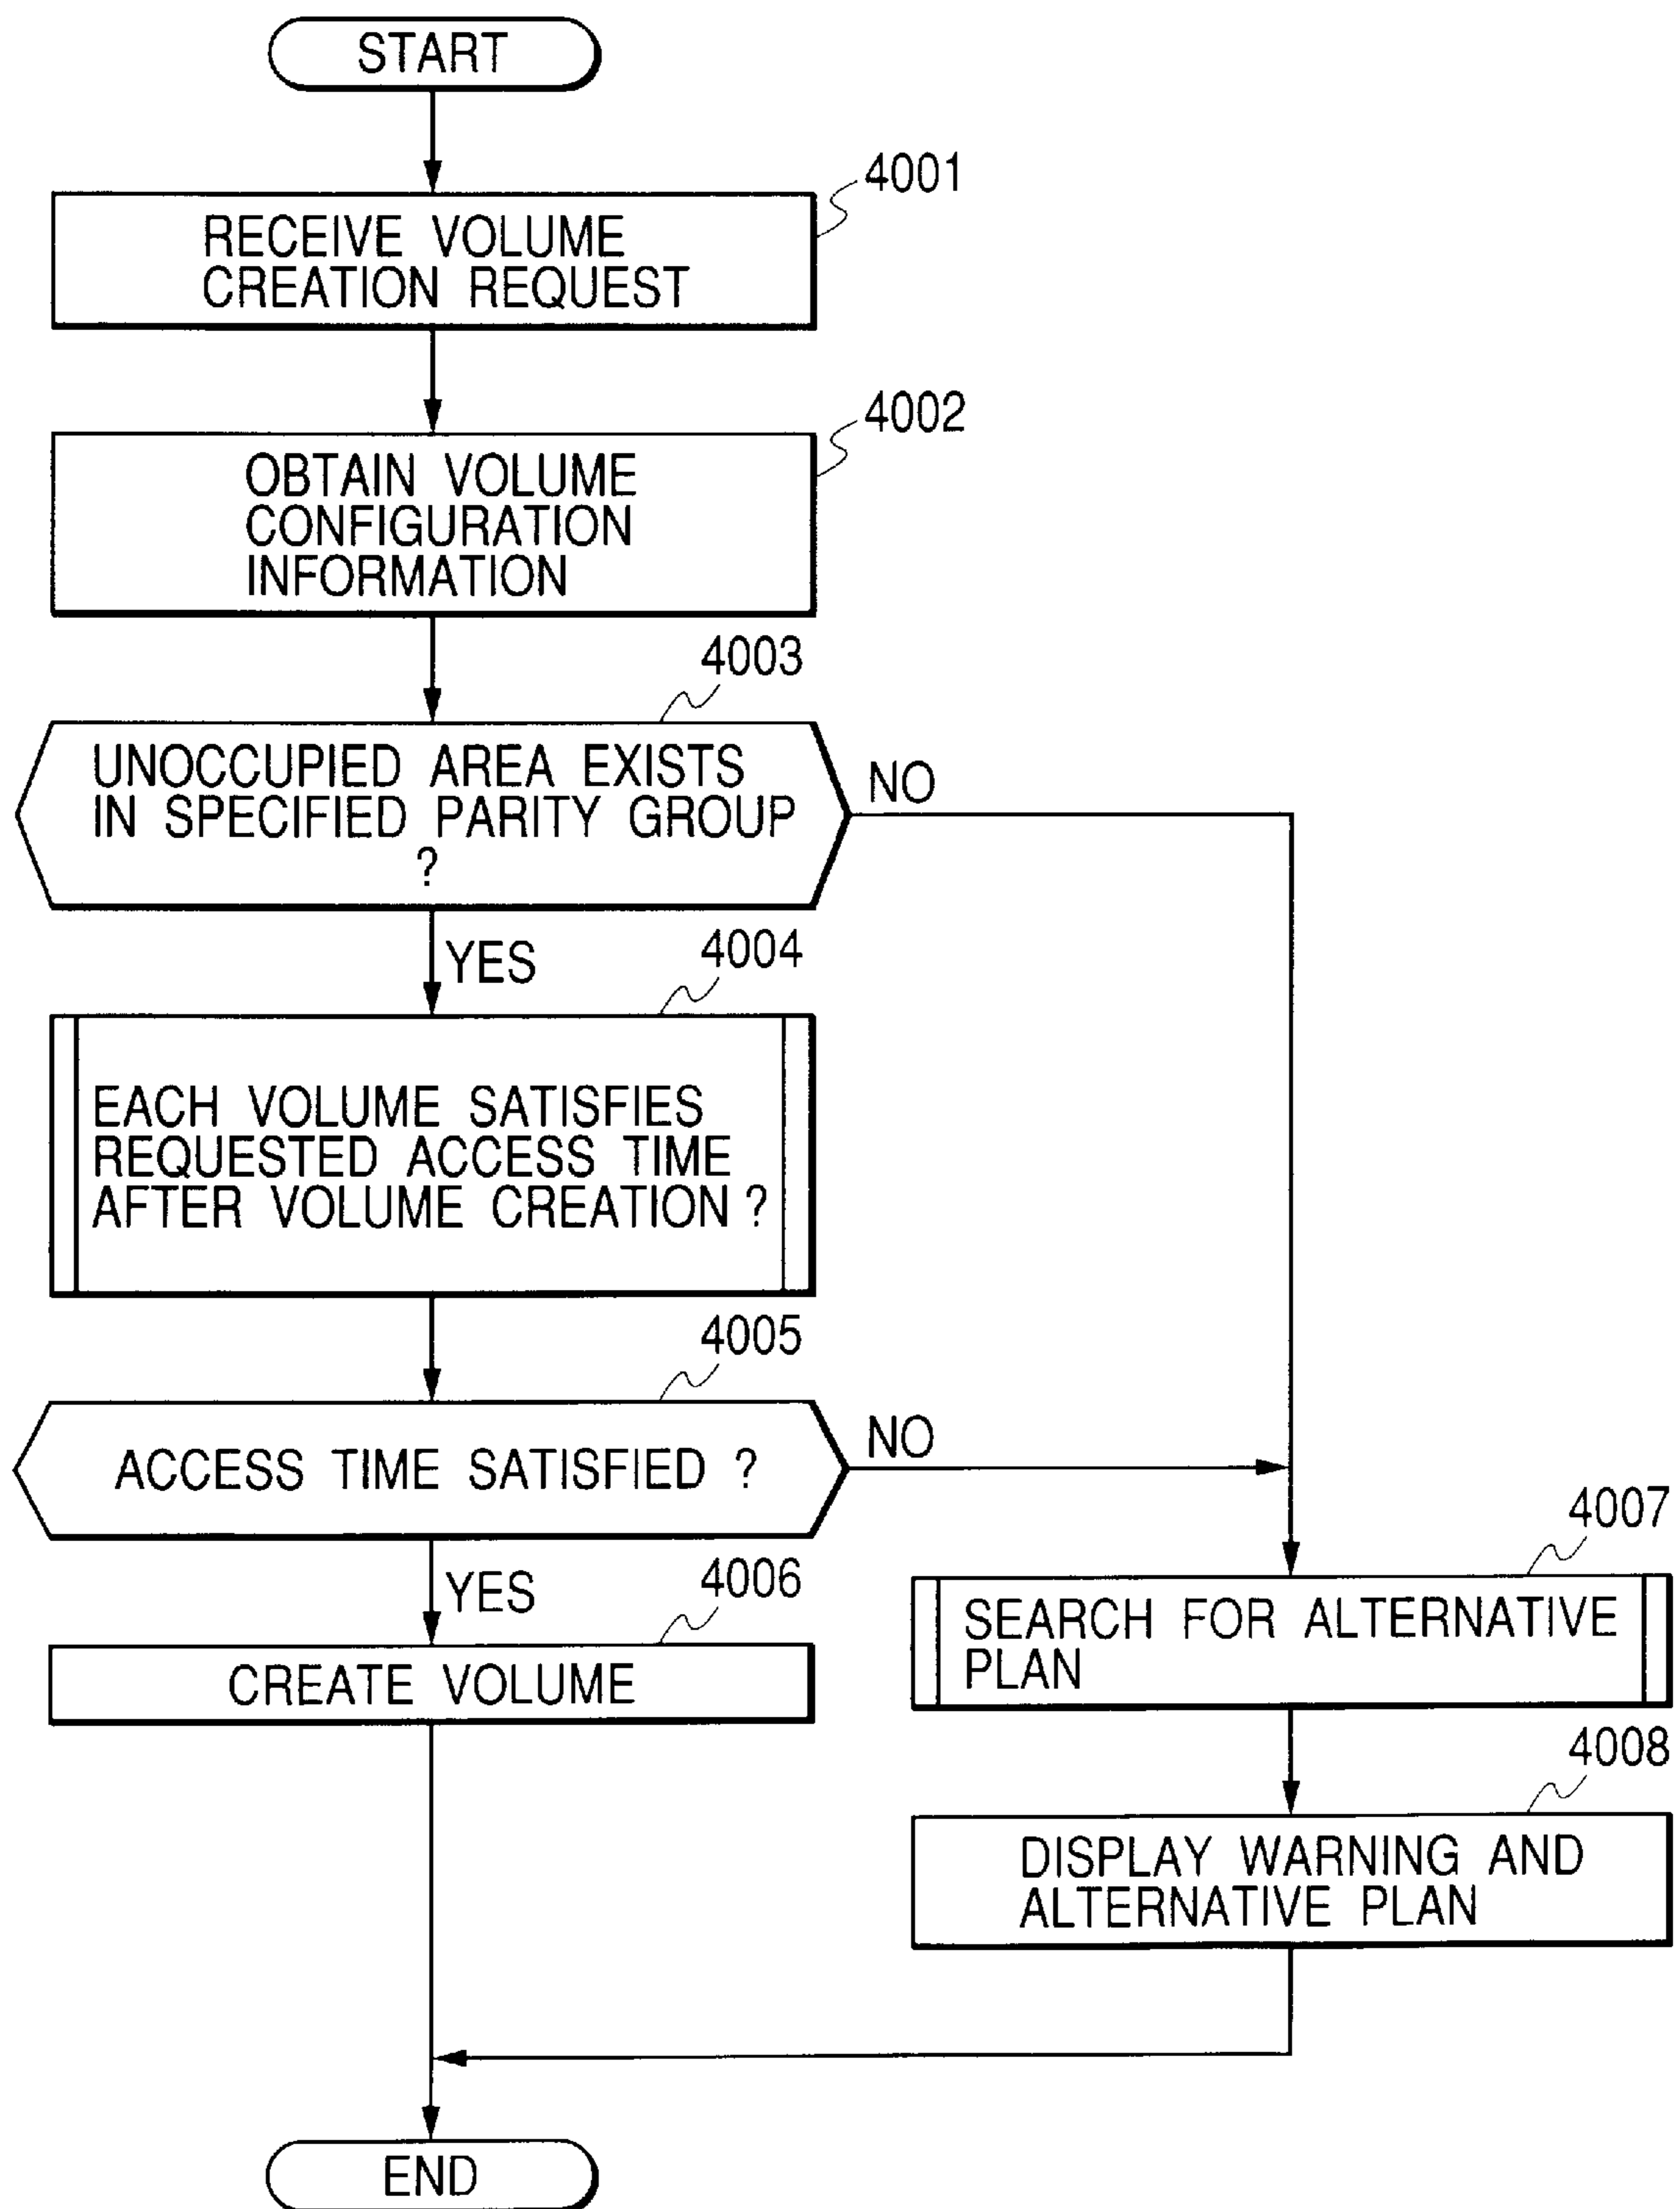 START
4001
RECEIVE VOLUME
CREATION REQUEST
4002
OBTAIN VOLUME
CONFIGURATION
INFORMATION
4003
UNOCCUPIED AREA EXISTS
IN SPECIFIED PARITY GROUP
?
NO
YES
4004
EACH VOLUME SATISFIES
REQUESTED ACCESS TIME
AFTER VOLUME CREATION ?
4005
ACCESS TIME SATISFIED ?
NO
YES
4006
CREATE VOLUME
4007
SEARCH FOR ALTERNATIVE
PLAN
4008
DISPLAY WARNING AND
ALTERNATIVE PLAN
END